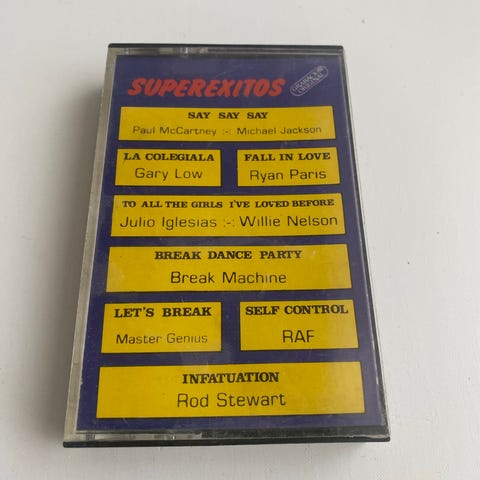 SUPEREXITOS
GRABACION
ORIGINAL
SAY SAY SAY
Paul McCartney :-: Michael Jackson
LA COLEGIALA
Gary Low
FALL IN LOVE
Ryan Paris
TO ALL THE GIRLS I'VE LOVED BEFORE
Julio Iglesias :-: Willie Nelson
BREAK DANCE PARTY
Break Machine
LET'S BREAK
Master Genius
SELF CONTROL
RAF
INFATUATION
Rod Stewart